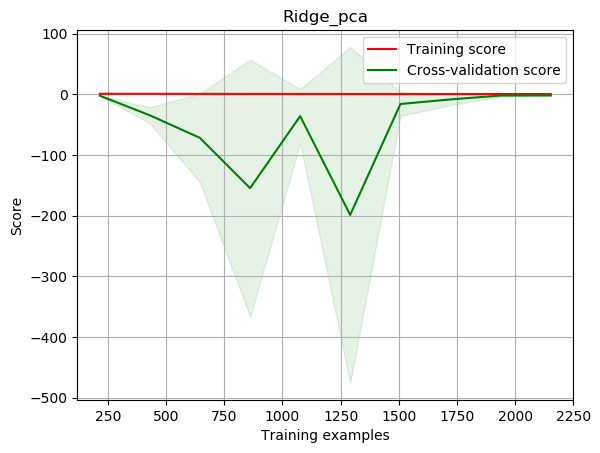 Ridge_pca
100
0
−100
−200
−300
−400
−500
Score
Training score
Cross-validation score
250 500 750 1000 1250 1500 1750 2000 2250
Training examples